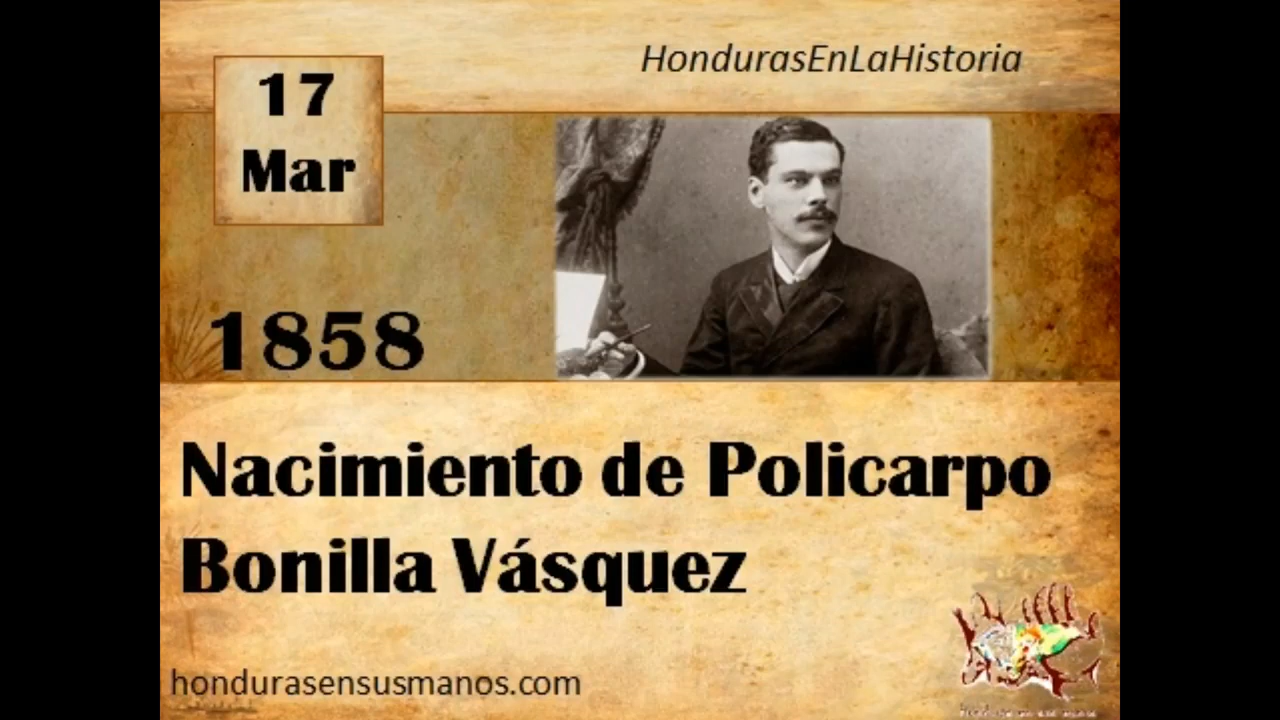 HondurasEnLaHistoria
17
Mar
1858
Nacimiento de Policarpo
Bonilla Vásquez
hondurasensusmanos.com